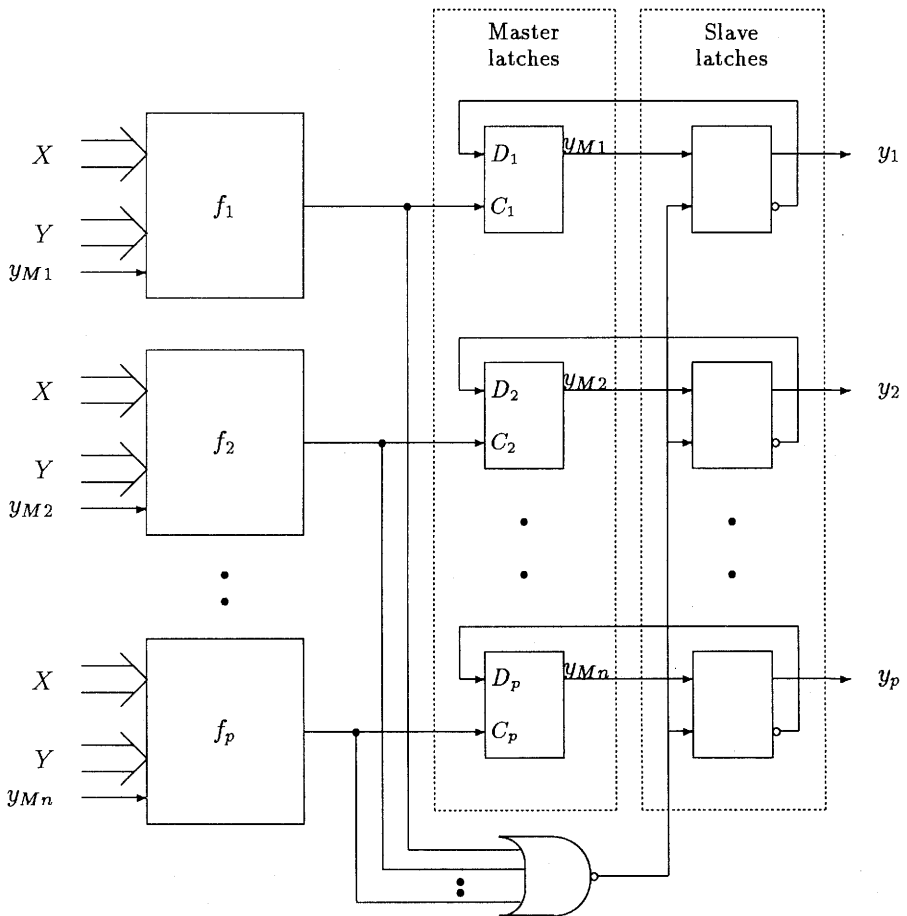 Master
latches
Slave
latches
X
Y
y_{M1}
f_1
D_1
C_1
y_{M1}
y_1
X
Y
y_{M2}
f_2
D_2
C_2
y_{M2}
y_2
X
Y
y_{Mn}
f_p
D_p
C_p
y_{Mn}
y_p